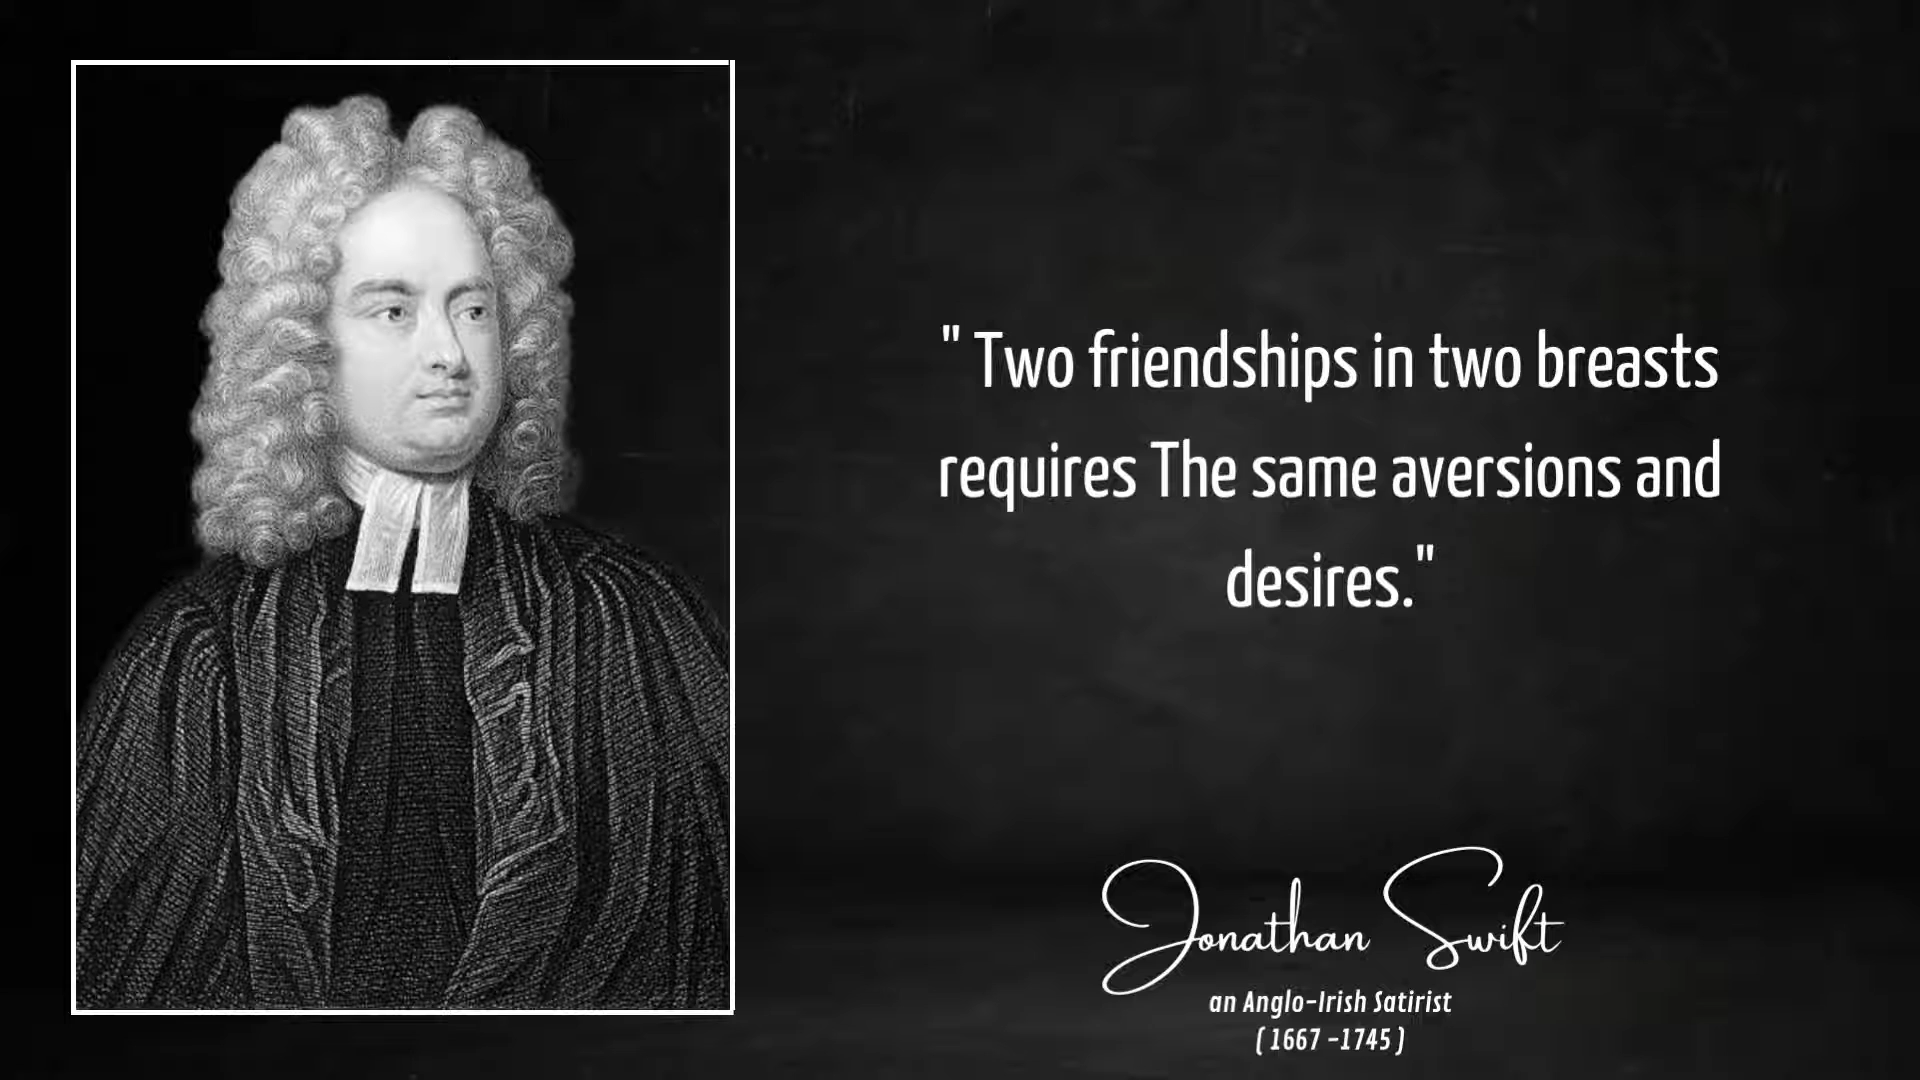 " Two friendships in two breasts
requires The same aversions and
desires."
Jonathan Swift
an Anglo-Irish Satirist
( 1667 -1745 )